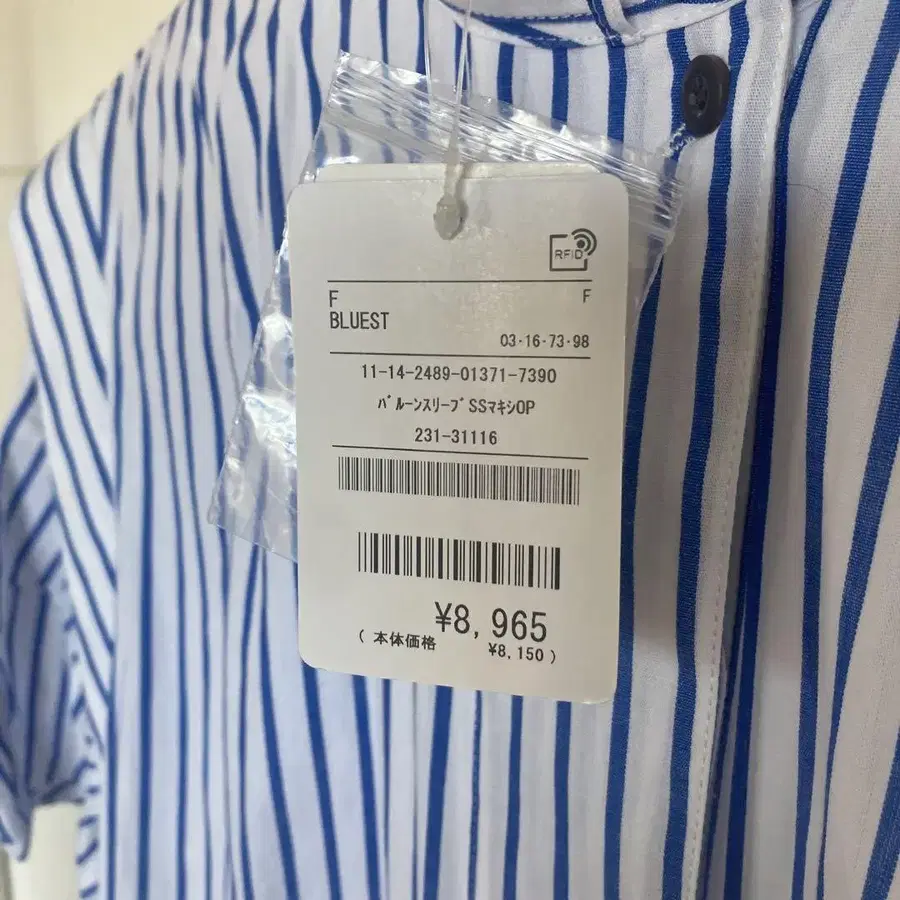 RFID
F F
BLUEST
03-16-73-98
11-14-2489-01371-7390
バルーンスリーブSSマキシOP
231-31116
¥8,965
( 本体価格 ¥8,150 )